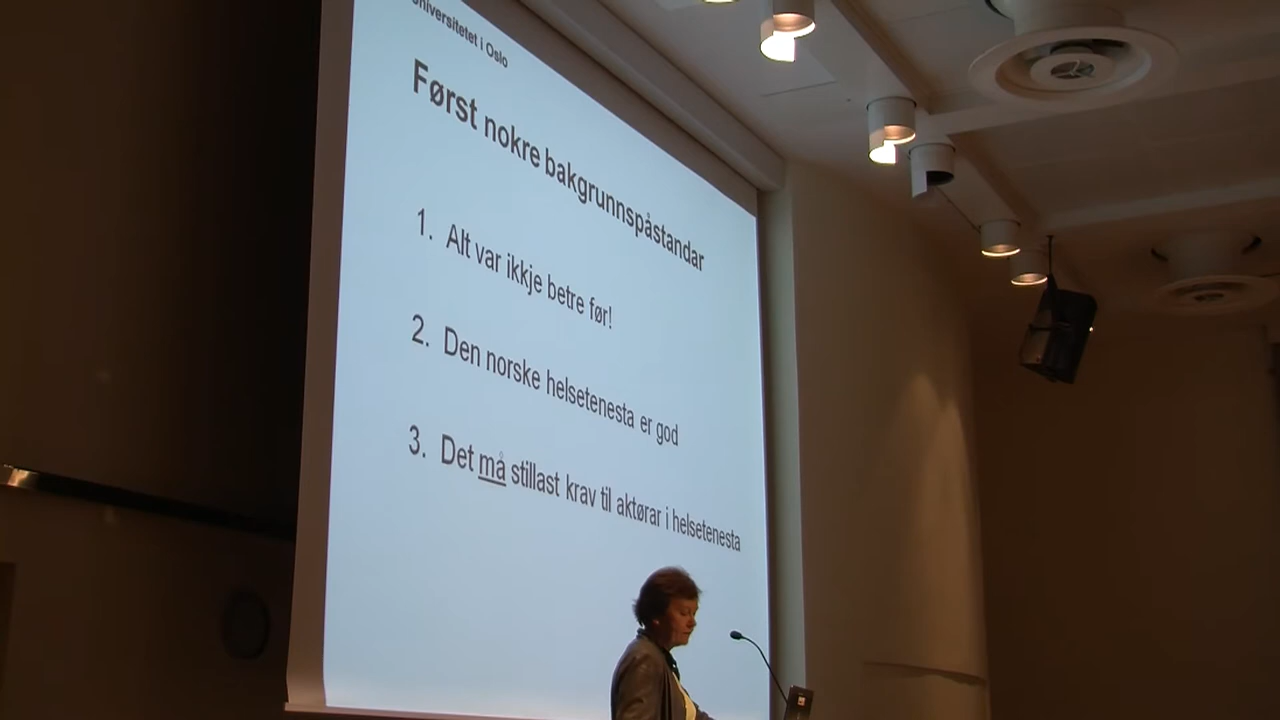 Universitetet i Oslo
Først nokre bakgrunnspåstandar
1. Alt var ikkje betre før!
2. Den norske helsetenesta er god
3. Det må stillast krav til aktørar i helsetenesta